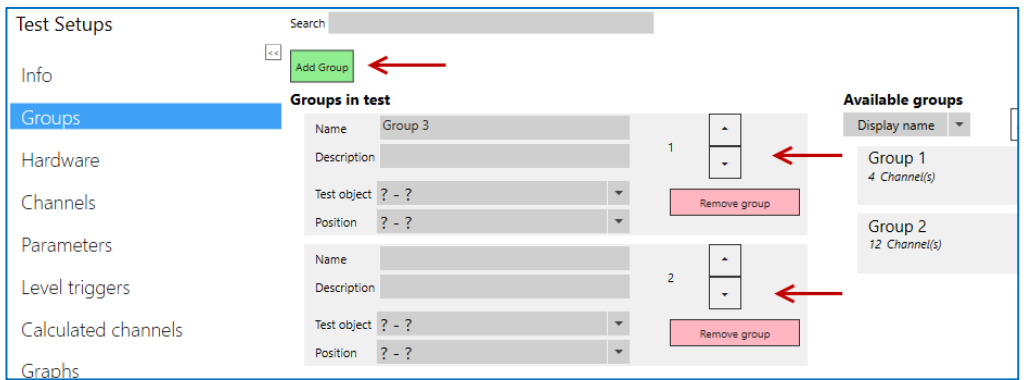 Test Setups
Search
<<
Info
Add Group
Groups in test
Available groups
Groups
Name Group 3
Display name
Description
1
Group 1
4 Channel(s)
Hardware
Channels
Test object ? - ?
Remove group
Position ? - ?
Group 2
12 Channel(s)
Parameters
Name
Level triggers
Description
2
Calculated channels
Test object ? - ?
Remove group
Position ? - ?
Graphs